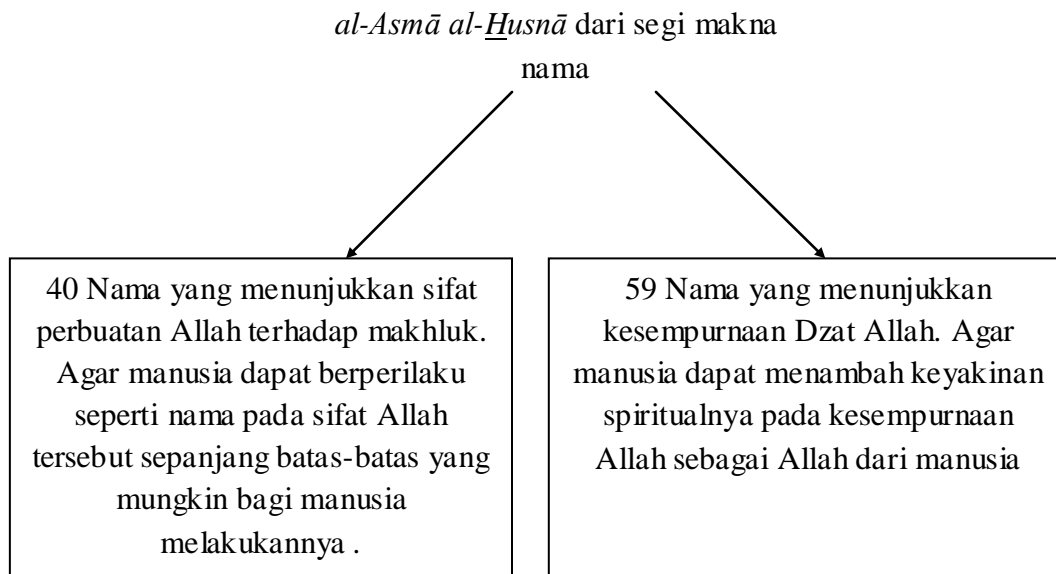 al-Asmā al-Husnā dari segi makna
nama
40 Nama yang menunjukkan sifat
perbuatan Allah terhadap makhluk.
Agar manusia dapat berperilaku
seperti nama pada sifat Allah
tersebut sepanjang batas-batas yang
mungkin bagi manusia
melakukannya .
59 Nama yang menunjukkan
kesempurnaan Dzat Allah. Agar
manusia dapat menambah keyakinan
spiritualnya pada kesempurnaan
Allah sebagai Allah dari manusia